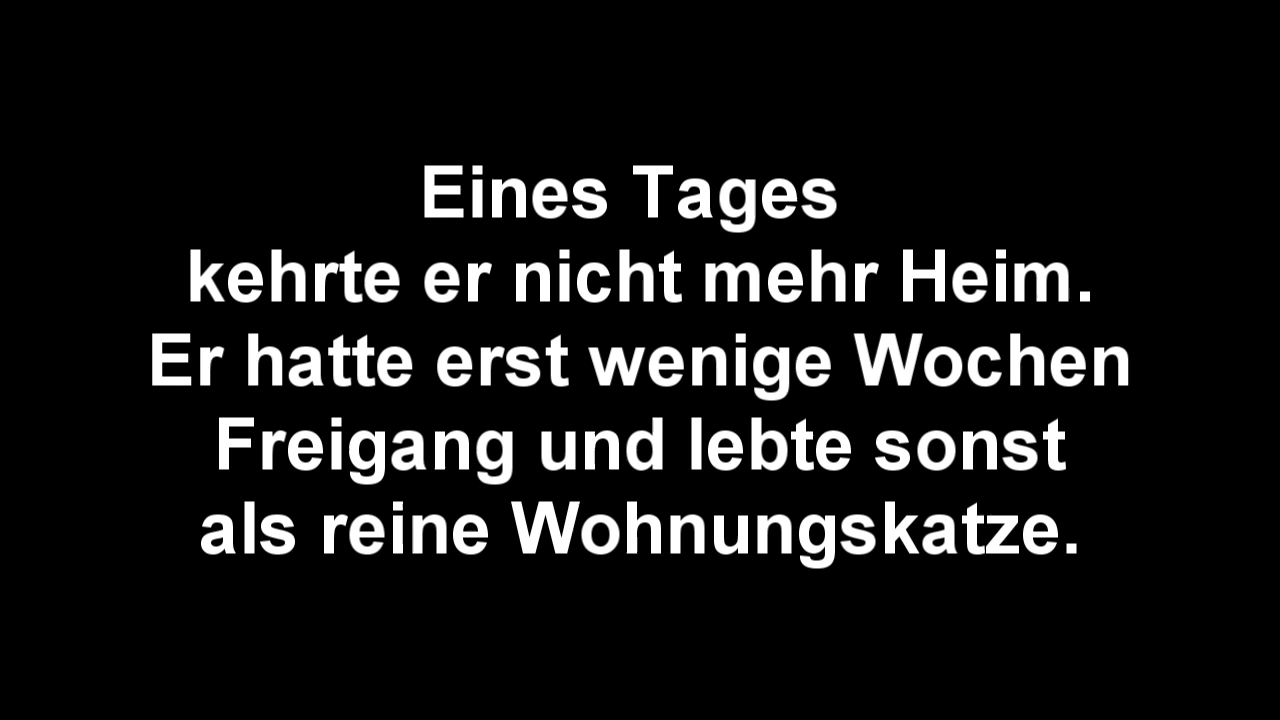 Eines Tages
kehrte er nicht mehr Heim.
Er hatte erst wenige Wochen
Freigang und lebte sonst
als reine Wohnungskatze.